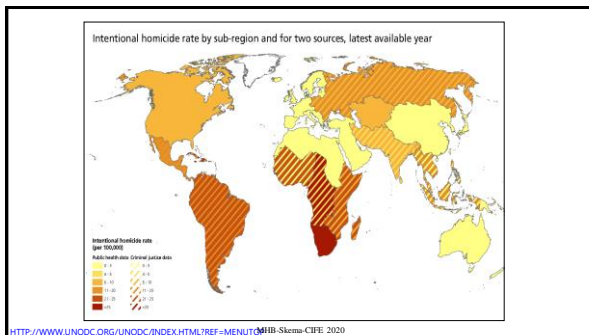 Intentional homicide rate by sub-region and for two sources, latest available year
Intentional homicide rate
(per 100,000)
Public health data Criminal justice data
HTTP://WWW.UNODC.ORG/UNODC/INDEX.HTML?REF=MENUTOP
MHB-Skema-CIFE 2020